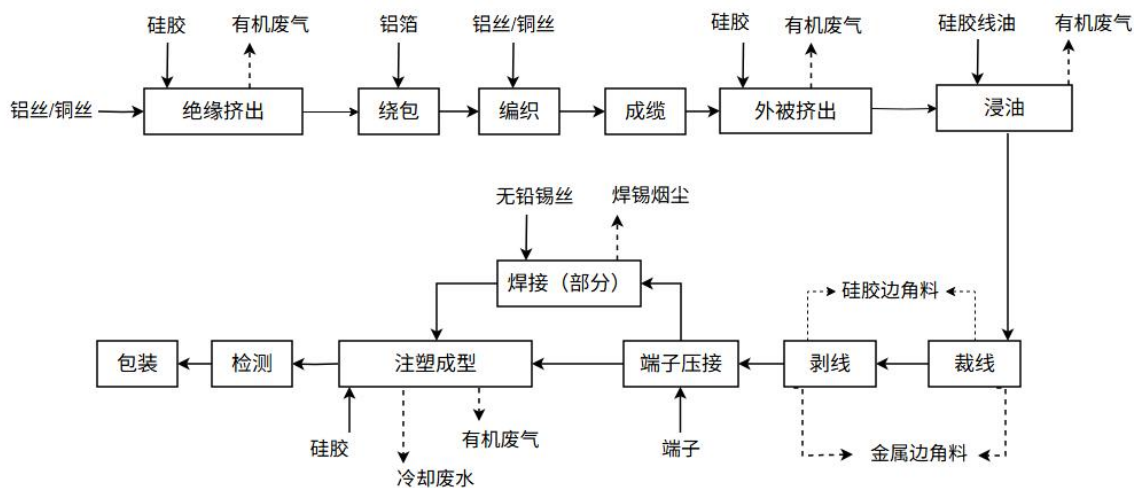 硅胶
有机废气
铝箔
铝丝/铜丝
硅胶
有机废气
硅胶线油
有机废气
铝丝/铜丝
绝缘挤出
绕包
编织
成缆
外被挤出
浸油
无铅锡丝
焊锡烟尘
焊接（部分）
硅胶边角料
包装
检测
注塑成型
端子压接
剥线
裁线
硅胶
有机废气
端子
金属边角料
冷却废水